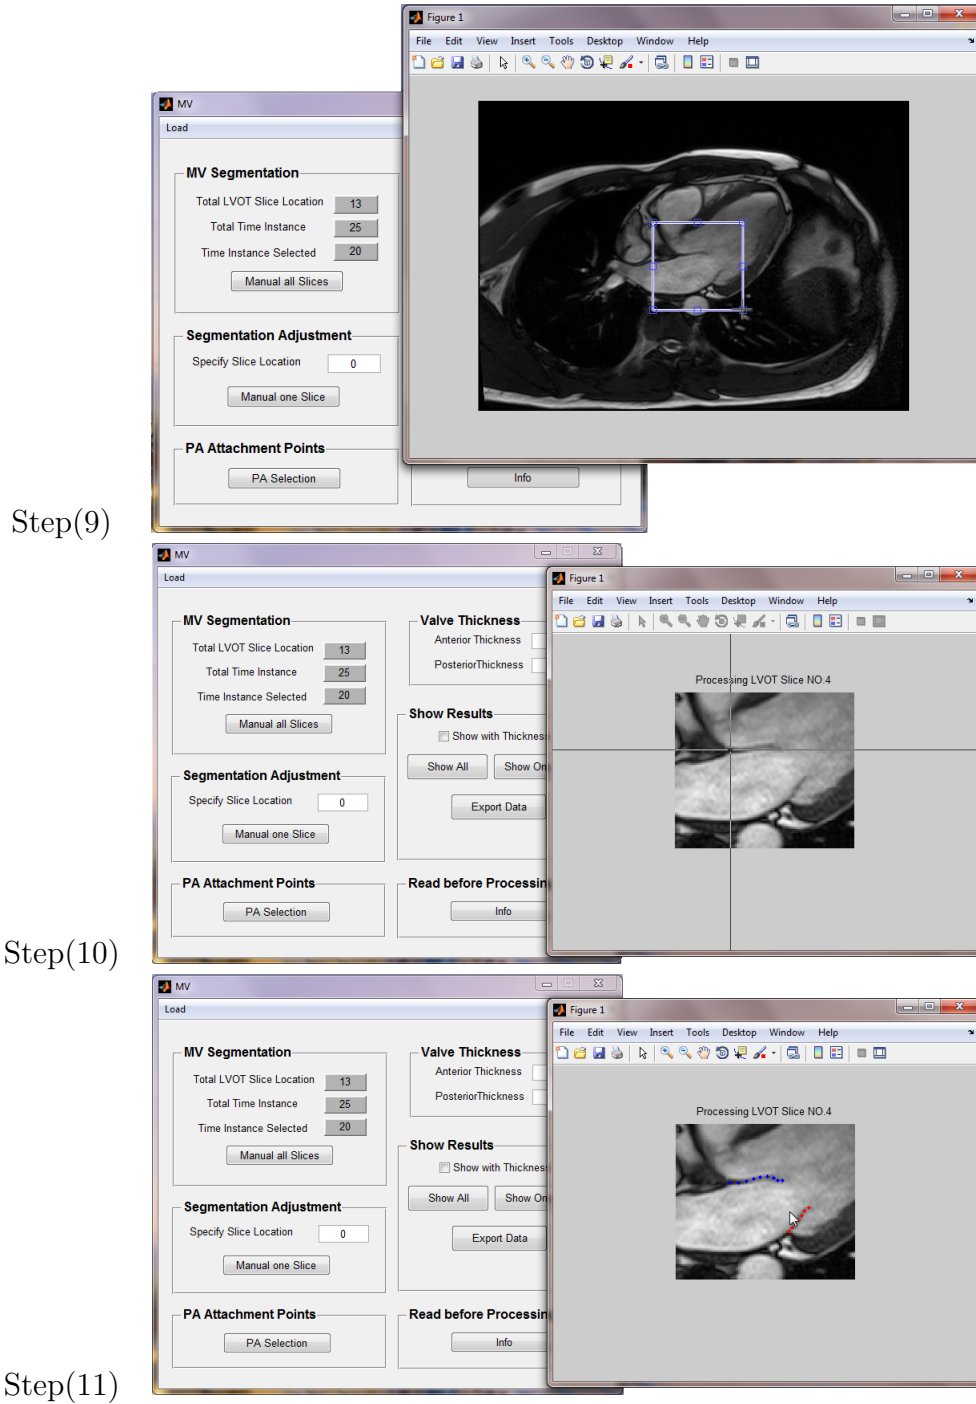 Figure 1
File Edit View Insert Tools Desktop Window Help
MV
Load
MV Segmentation
Total LVOT Slice Location 13
Total Time Instance 25
Time Instance Selected 20
Manual all Slices
Segmentation Adjustment
Specify Slice Location 0
Manual one Slice
PA Attachment Points
PA Selection
Info
Step(9)
MV
Load
Figure 1
File Edit View Insert Tools Desktop Window Help
MV Segmentation
Total LVOT Slice Location 13
Total Time Instance 25
Time Instance Selected 20
Manual all Slices
Valve Thickness
Anterior Thickness
PosteriorThickness
Processing LVOT Slice NO.4
Show Results
Show with Thicknes
Show All Show On
Export Data
Segmentation Adjustment
Specify Slice Location 0
Manual one Slice
PA Attachment Points
PA Selection
Read before Processin
Info
Step(10)
MV
Load
Figure 1
File Edit View Insert Tools Desktop Window Help
MV Segmentation
Total LVOT Slice Location 13
Total Time Instance 25
Time Instance Selected 20
Manual all Slices
Valve Thickness
Anterior Thickness
PosteriorThickness
Processing LVOT Slice NO.4
Show Results
Show with Thicknes
Show All Show On
Export Data
Segmentation Adjustment
Specify Slice Location 0
Manual one Slice
PA Attachment Points
PA Selection
Read before Processin
Info
Step(11)